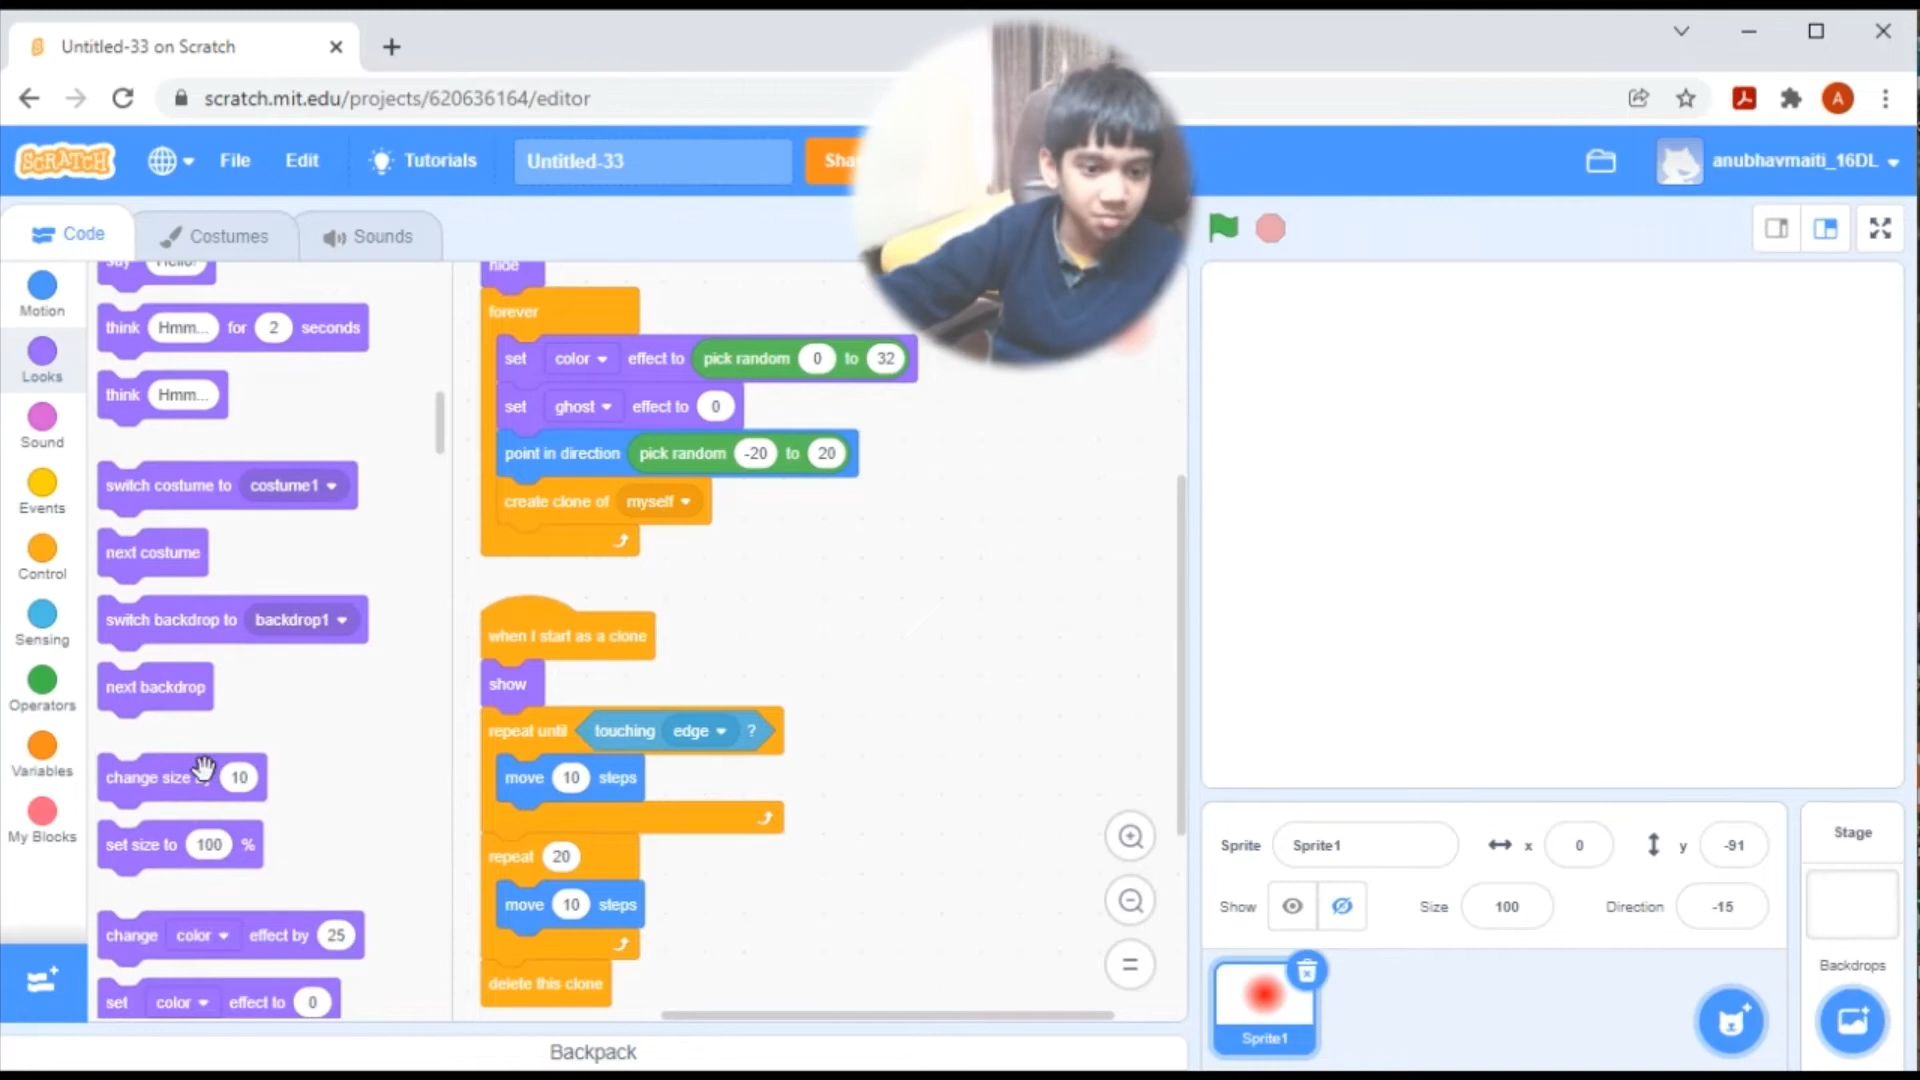 Untitled-33 on Scratch
scratch.mit.edu/projects/620636164/editor
A
SCRATCH
File
Edit
Tutorials
Untitled-33
anubhavmaiti_16DL
Code
Costumes
Sounds
Motion
Looks
Sound
Events
Control
Sensing
Operators
Variables
My Blocks
say Hello!
think Hmm... for 2 seconds
think Hmm...
switch costume to costume1
next costume
switch backdrop to backdrop1
next backdrop
change size 10
set size to 100 %
change color effect by 25
set color effect to 0
hide
forever
set color effect to pick random 0 to 32
set ghost effect to 0
point in direction pick random -20 to 20
create clone of myself
when I start as a clone
show
repeat until touching edge ?
move 10 steps
repeat 20
move 10 steps
delete this clone
Backpack
Sprite Sprite1 x 0 y -91
Show Size 100 Direction -15
Sprite1
Stage
Backdrops